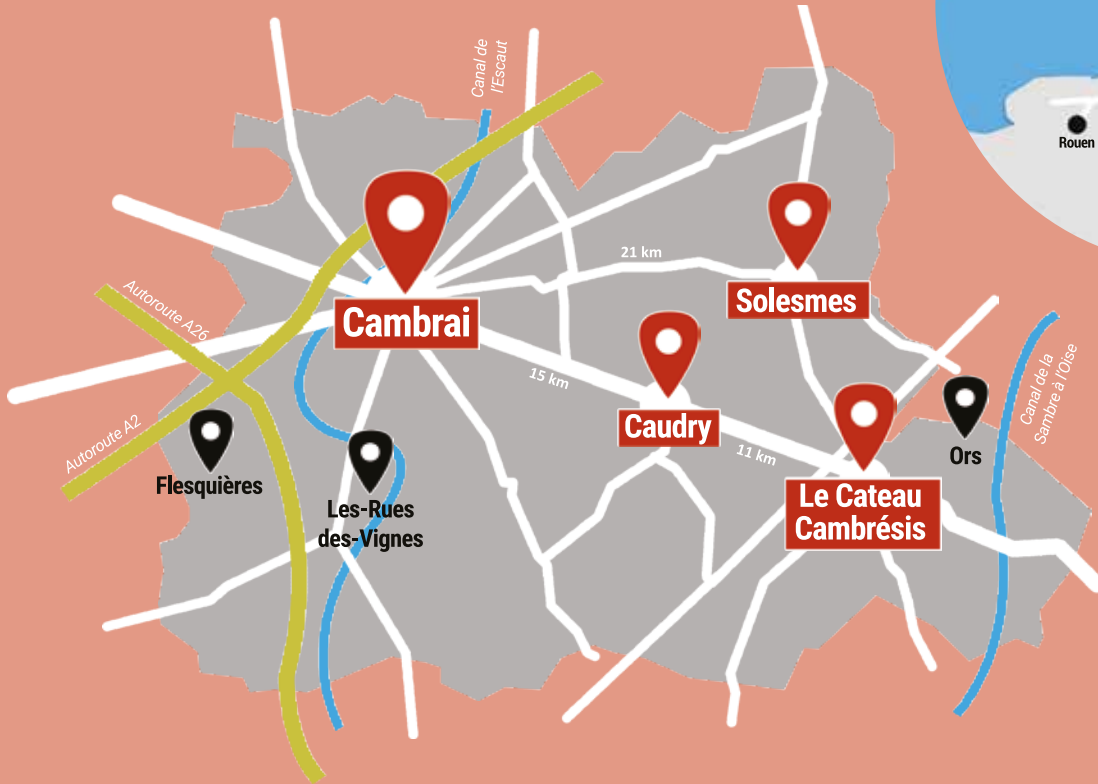 Canal de
l'Escaut
Rouen
21 km
Autoroute A26
Solesmes
Cambrai
15 km
Caudry
Canal de la
Sambre à l'Oise
Autoroute A2
11 km
Ors
Flesquières
Le Cateau
Cambrésis
Les-Rues
des-Vignes